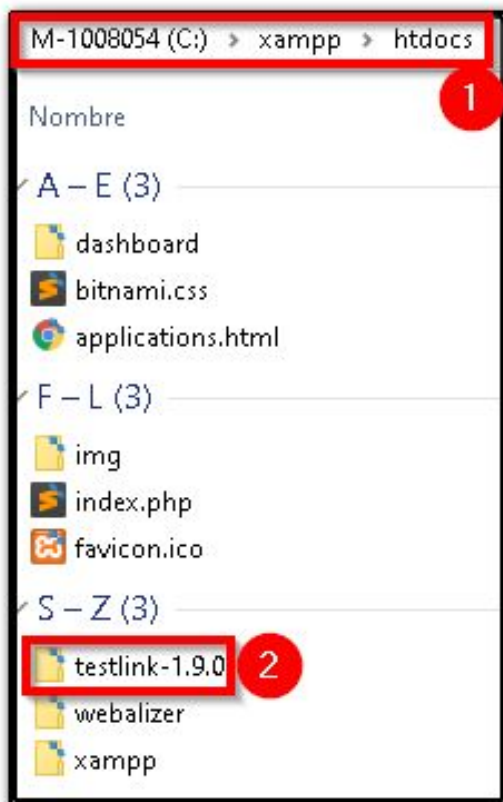 M-1008054 (C:) > xampp > htdocs
1
Nombre
A – E (3)
dashboard
bitnami.css
applications.html
F – L (3)
img
index.php
favicon.ico
S – Z (3)
testlink-1.9.0
2
webalizer
xampp